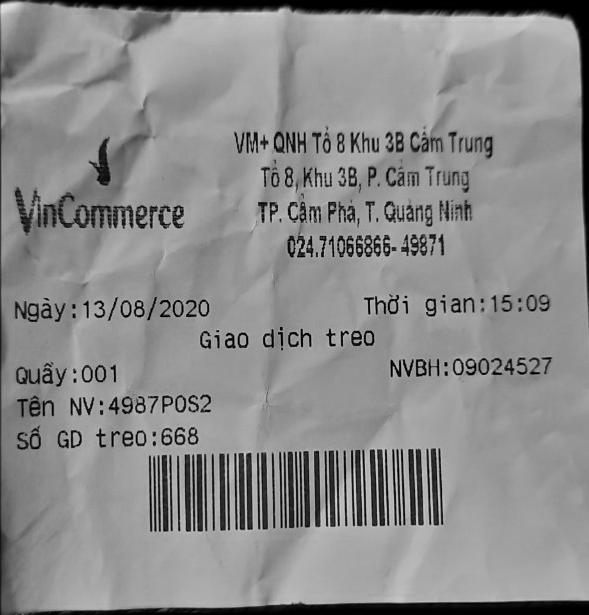 VM+ QNH Tổ 8 Khu 3B Cẩm Trung
Tổ 8, Khu 3B, P. Cẩm Trung
VinCommerce
TP. Cẩm Phả, T. Quảng Ninh
024.71066866- 49871
Ngày:13/08/2020 Thời gian:15:09
Giao dịch treo
Quầy:001 NVBH:09024527
Tên NV:4987POS2
Số GD treo:668